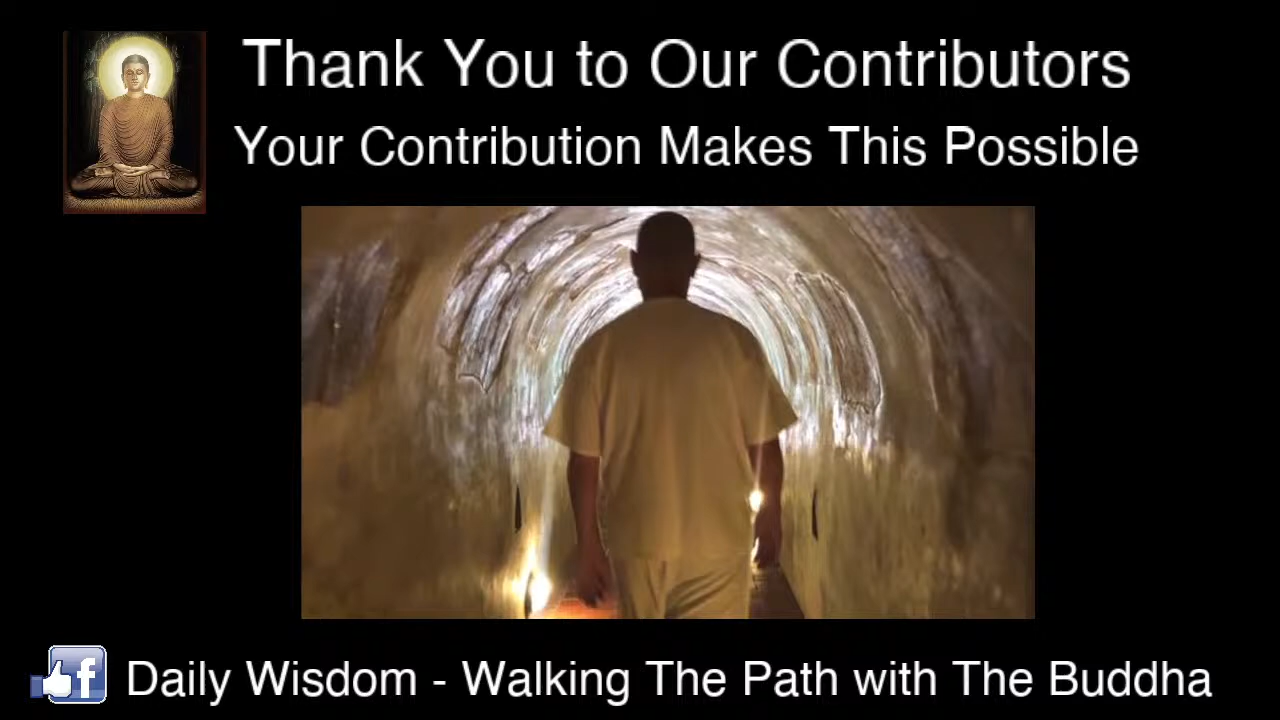 Thank You to Our Contributors
Your Contribution Makes This Possible
f
Daily Wisdom - Walking The Path with The Buddha